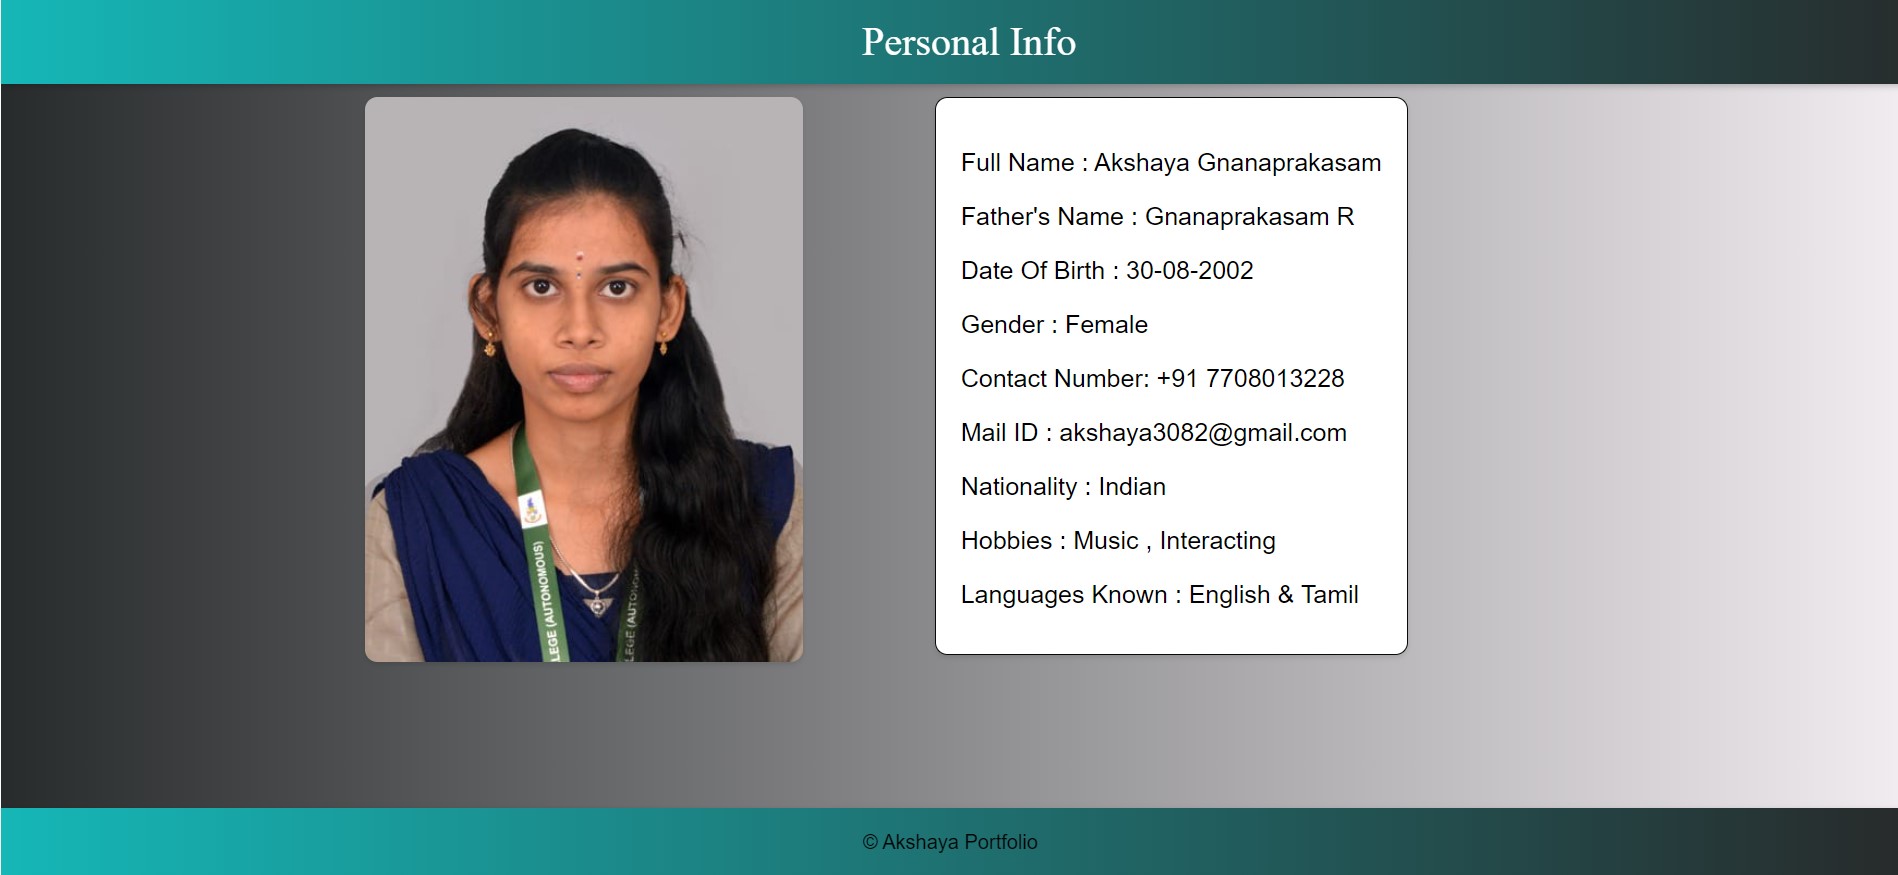 Personal Info
Full Name : Akshaya Gnanaprakasam
Father's Name : Gnanaprakasam R
Date Of Birth : 30-08-2002
Gender : Female
Contact Number: +91 7708013228
Mail ID : akshaya3082@gmail.com
Nationality : Indian
Hobbies : Music , Interacting
Languages Known : English & Tamil
LEGE (AUTONOMOUS)
LEGE (AUTONO
© Akshaya Portfolio